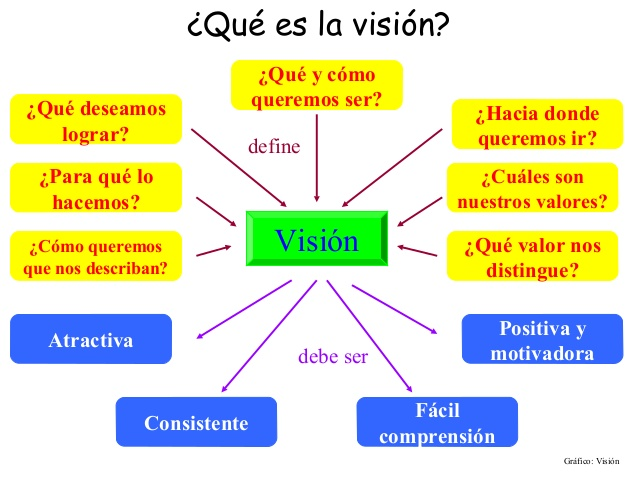 ¿Qué es la visión?
¿Qué y cómo
queremos ser?
¿Qué deseamos
lograr?
¿Hacia donde
queremos ir?
define
¿Para qué lo
hacemos?
¿Cuáles son
nuestros valores?
¿Cómo queremos
que nos describan?
Visión
¿Qué valor nos
distingue?
Atractiva
debe ser
Positiva y
motivadora
Consistente
Fácil
comprensión
Gráfico: Visión